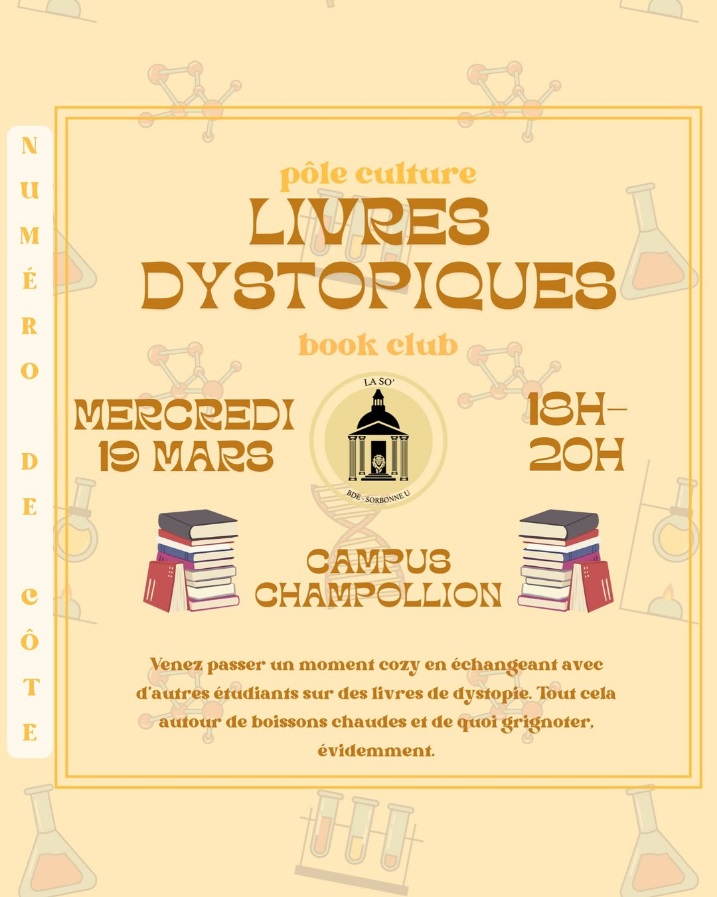 NUMÉRO DE CÔTE
pôle culture
LIVRES
DYSTOPIQUES
book club
MERCREDI
19 MARS
LA SO'
BDE - SORBONNE U
18H-
20H
CAMPUS
CHAMPOLLION
Venez passer un moment cozy en échangeant avec
d'autres étudiants sur des livres de dystopie. Tout cela
autour de boissons chaudes et de quoi grignoter,
évidemment.